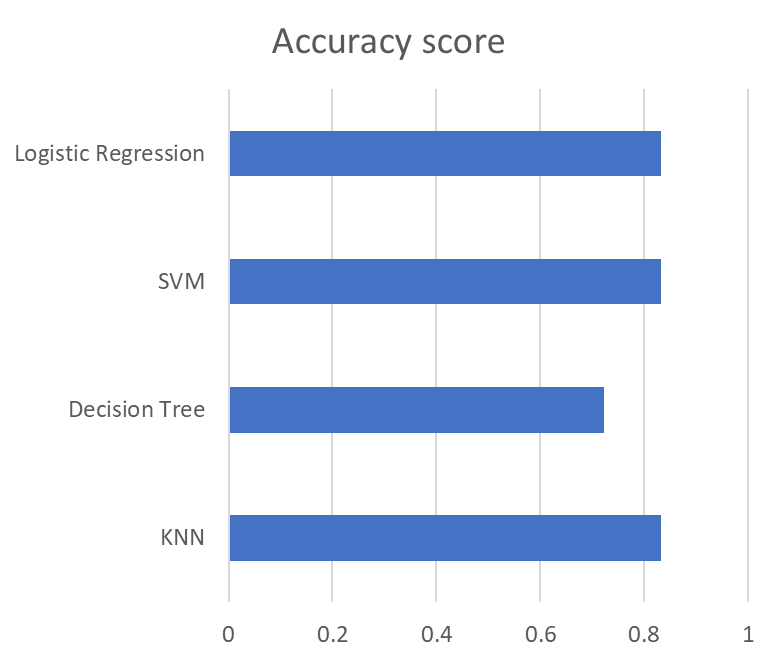 Accuracy score
Logistic Regression
SVM
Decision Tree
KNN
0 0.2 0.4 0.6 0.8 1